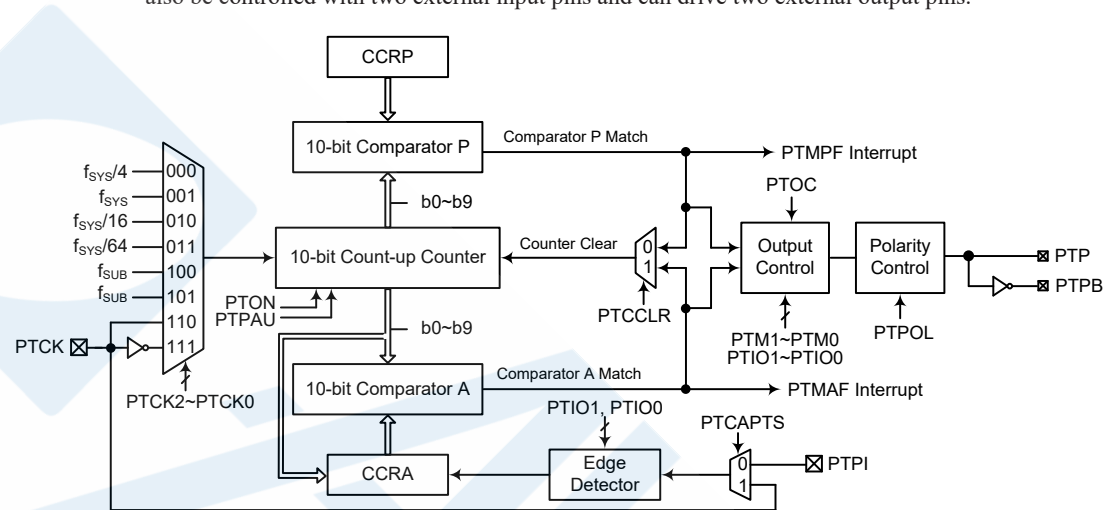 also be controlled with two external input pins and can drive two external output pins.
CCRP
10-bit Comparator P
Comparator P Match
PTMPF Interrupt
b0~b9
PTOC
fSYS/4
000
fSYS
001
fSYS/16
010
fSYS/64
011
fSUB
100
fSUB
101
110
111
PTCK
PTCK2~PTCK0
10-bit Count-up Counter
Counter Clear
0
1
PTCCLR
Output
Control
Polarity
Control
PTP
PTPB
PTON
PTPAU
b0~b9
PTM1~PTM0
PTIO1~PTIO0
PTPOL
10-bit Comparator A
Comparator A Match
PTMAF Interrupt
PTIO1, PTIO0
PTCAPTS
CCRA
Edge
Detector
0
1
PTPI